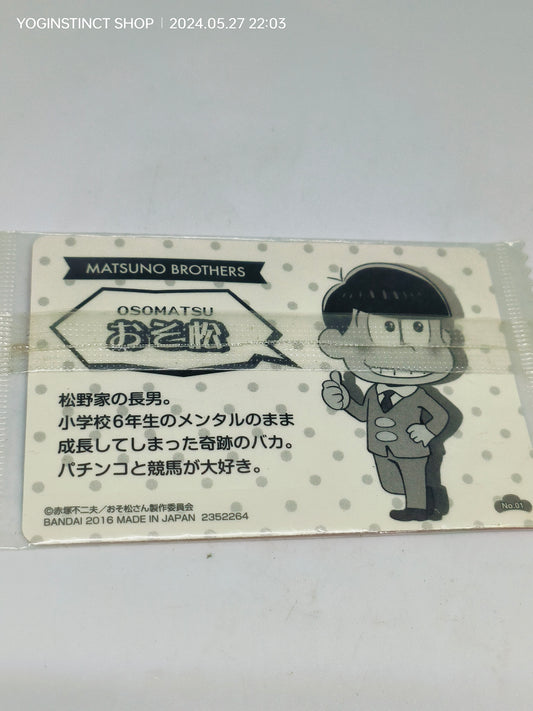 YOGINSTINCT SHOP | 2024.05.27 22:03
MATSUNO BROTHERS
OSOMATSU
おそ松
松野家の長男。
小学校6年生のメンタルのまま
成長してしまった奇跡のバカ。
パチンコと競馬が大好き。
©赤塚不二夫/おそ松さん製作委員会
BANDAI 2016 MADE IN JAPAN 2352264
No.01